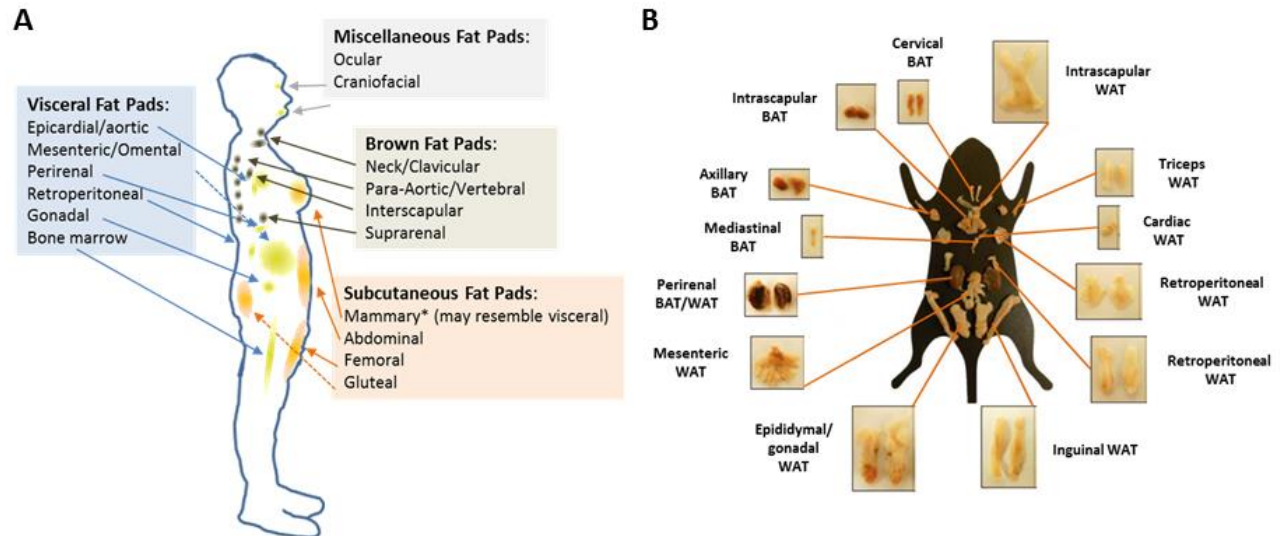 A
Miscellaneous Fat Pads:
Ocular
Craniofacial
Visceral Fat Pads:
Epicardial/aortic
Mesenteric/Omental
Perirenal
Retroperitoneal
Gonadal
Bone marrow
Brown Fat Pads:
Neck/Clavicular
Para-Aortic/Vertebral
Interscapular
Suprarenal
Subcutaneous Fat Pads:
Mammary* (may resemble visceral)
Abdominal
Femoral
Gluteal
B
Cervical
BAT
Intrascapular
WAT
Intrascapular
BAT
Triceps
WAT
Axillary
BAT
Cardiac
WAT
Mediastinal
BAT
Retroperitoneal
WAT
Perirenal
BAT/WAT
Retroperitoneal
WAT
Mesenteric
WAT
Epididymal/
gonadal
WAT
Inguinal WAT